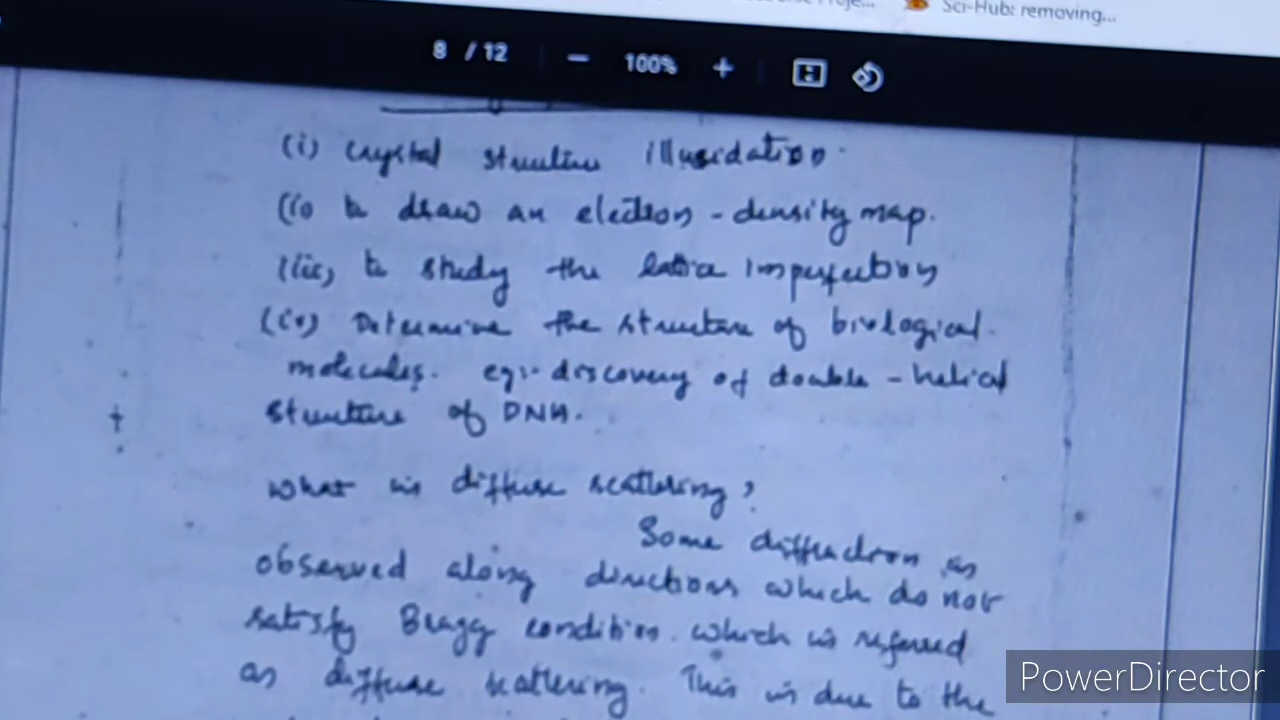 Sci-Hub: removing...
8 / 12 100%
(i) Crystal structure illucidation.
(ii) to draw an electron - density map.
(iii) to study the lattice imperfections
(iv) Determine the structure of biological
molecules. eg:- discovery of double - helical
structure of DNA.
What is diffuse scattering?
Some diffraction is
observed along directions which do not
satisfy Bragg condition. which is referred
as diffuse scattering. This is due to the
PowerDirector